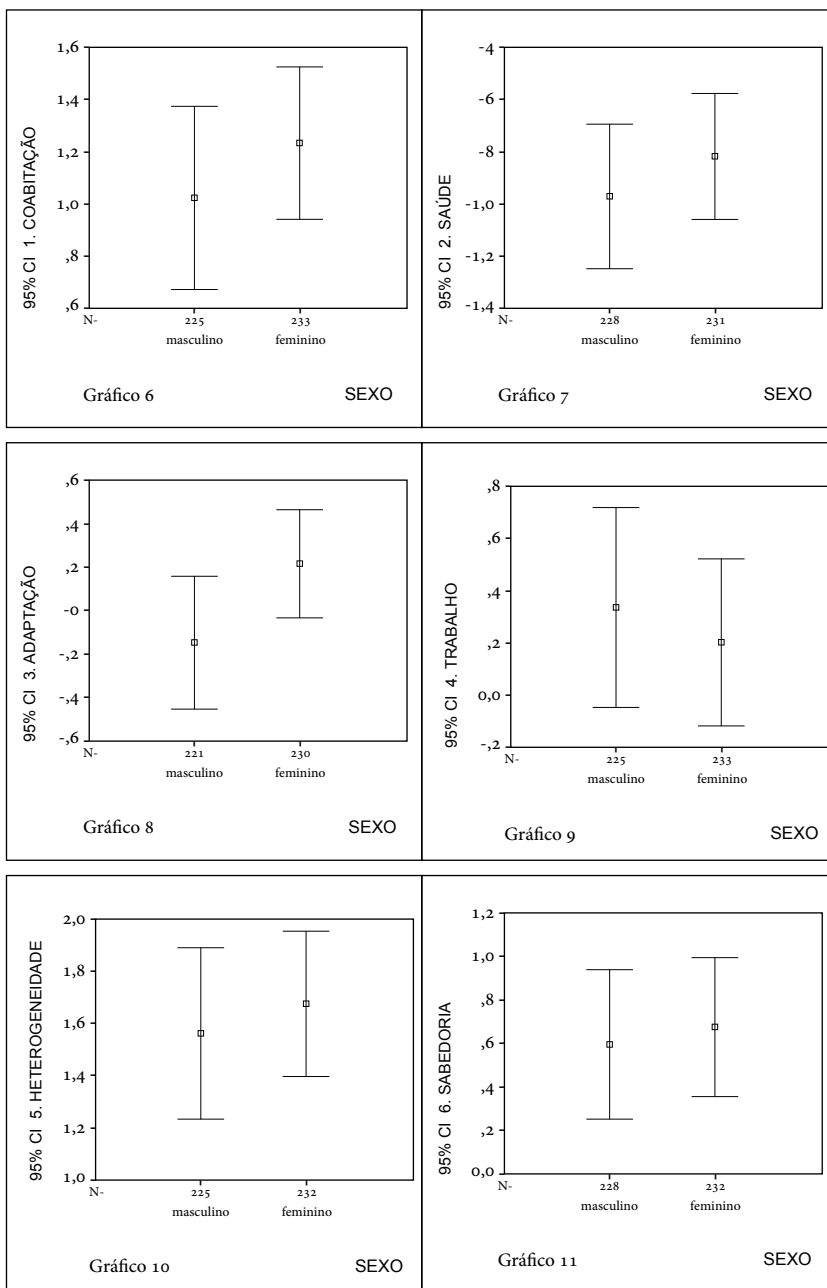 95% CI 1. COABITAÇÃO
1,6
1,4
1,2
1,0
,8
,6
N-
225
233
masculino
feminino
Gráfico 6
SEXO
95% CI 2. SAÚDE
-4
-6
-8
-1,0
-1,2
-1,4
N-
228
231
masculino
feminino
Gráfico 7
SEXO
95% CI 3. ADAPTAÇÃO
,6
,4
,2
-0
-,2
-,4
-,6
N-
221
230
masculino
feminino
Gráfico 8
SEXO
95% CI 4. TRABALHO
,8
,6
,4
,2
0,0
-,2
N-
225
233
masculino
feminino
Gráfico 9
SEXO
95% CI 5. HETEROGENEIDADE
2,0
1,8
1,6
1,4
1,2
1,0
N-
225
232
masculino
feminino
Gráfico 10
SEXO
95% CI 6. SABEDORIA
1,2
1,0
,8
,6
,4
,2
0,0
N-
228
232
masculino
feminino
Gráfico 11
SEXO